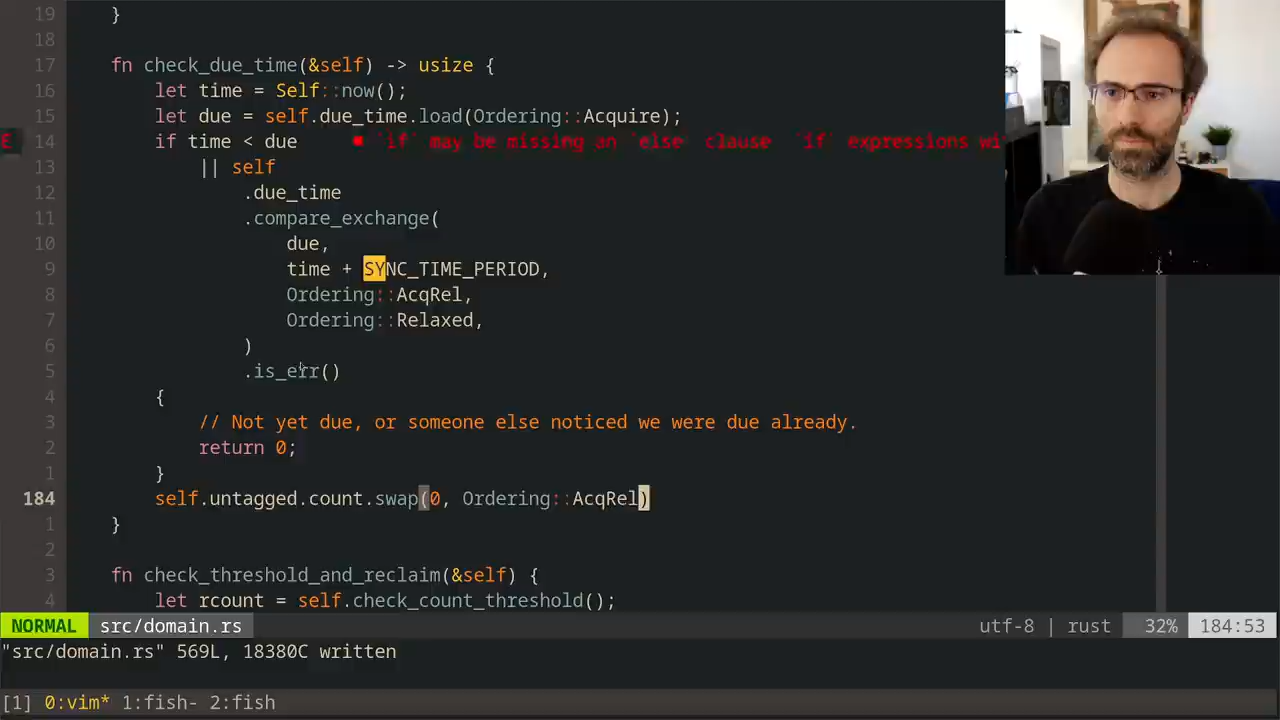 19 }
18
17 fn check_due_time(&self) -> usize {
16 let time = Self::now();
15 let due = self.due_time.load(Ordering::Acquire);
E 14 if time < due ■ `if` may be missing an `else` clause `if` expressions wi
13 || self
12 .due_time
11 .compare_exchange(
10 due,
9 time + SYNC_TIME_PERIOD,
8 Ordering::AcqRel,
7 Ordering::Relaxed,
6 )
5 .is_err()
4 {
3 // Not yet due, or someone else noticed we were due already.
2 return 0;
1 }
184 self.untagged.count.swap(0, Ordering::AcqRel)
1 }
2
3 fn check_threshold_and_reclaim(&self) {
4 let rcount = self.check_count_threshold();
NORMAL src/domain.rs utf-8 | rust 32% 184:53
"src/domain.rs" 569L, 18380C written
[1] 0:vim* 1:fish- 2:fish